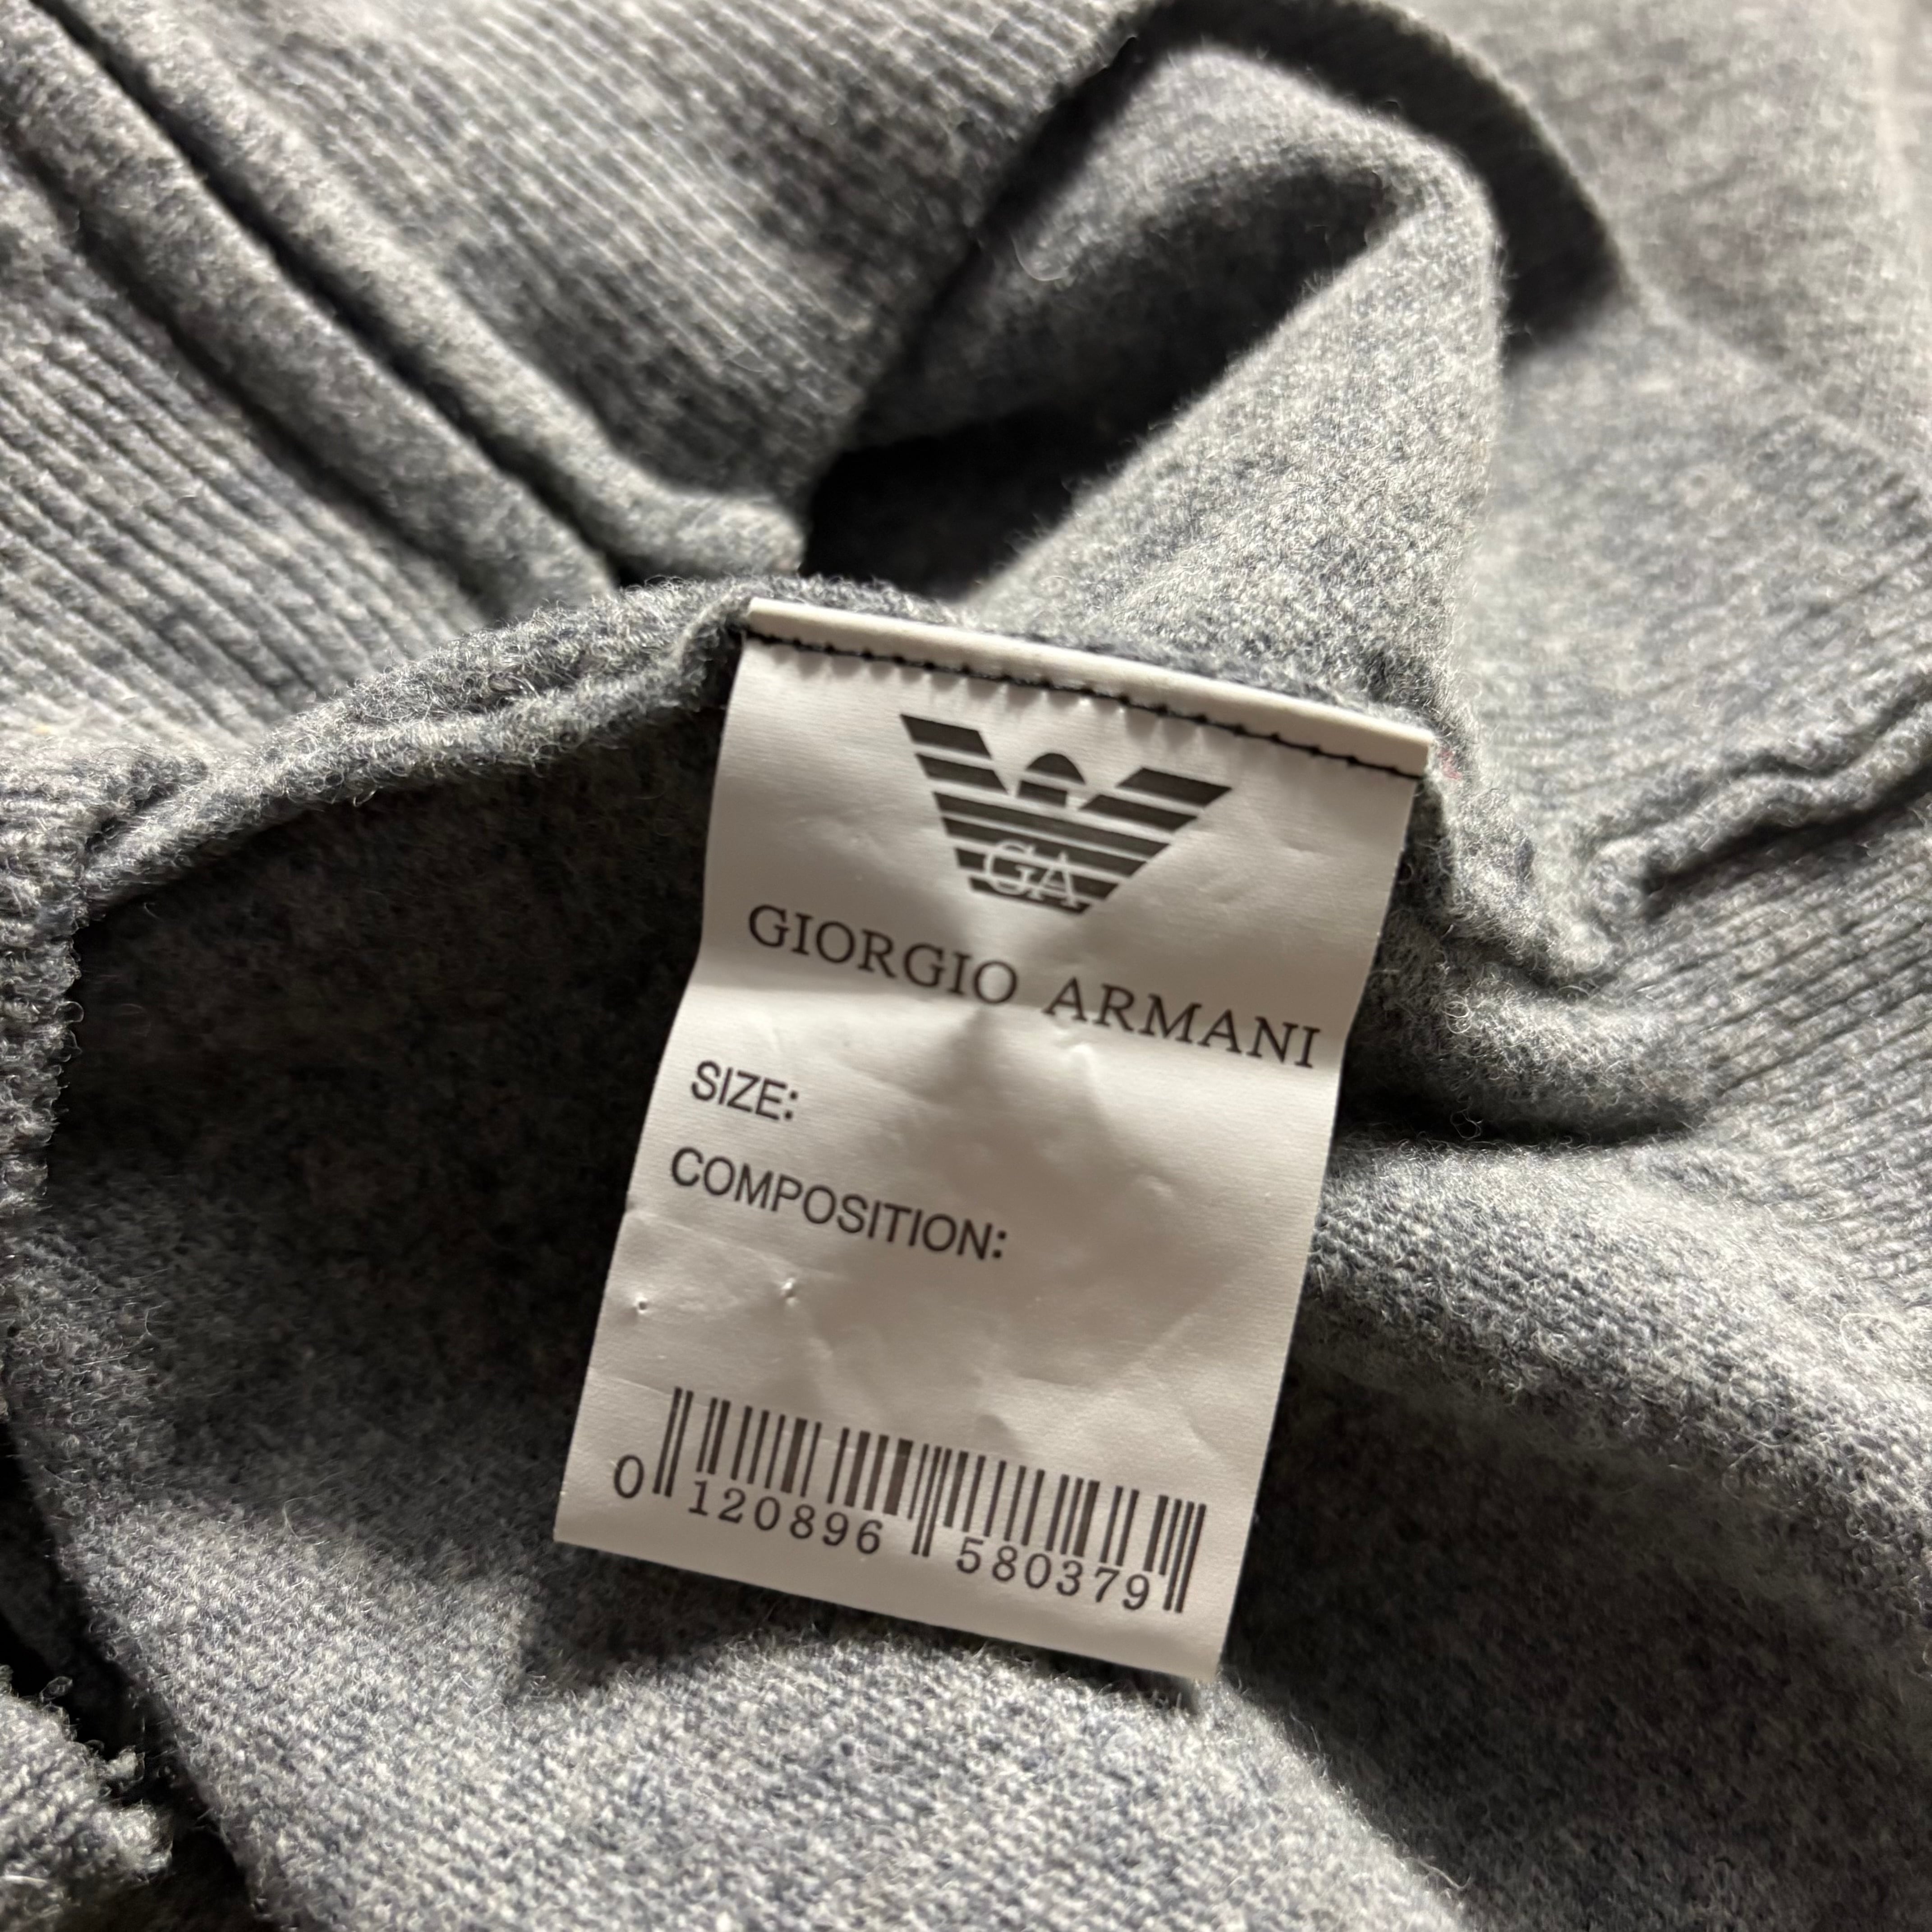 GA
GIORGIO ARMANI
SIZE:
COMPOSITION:
0 120896 580379